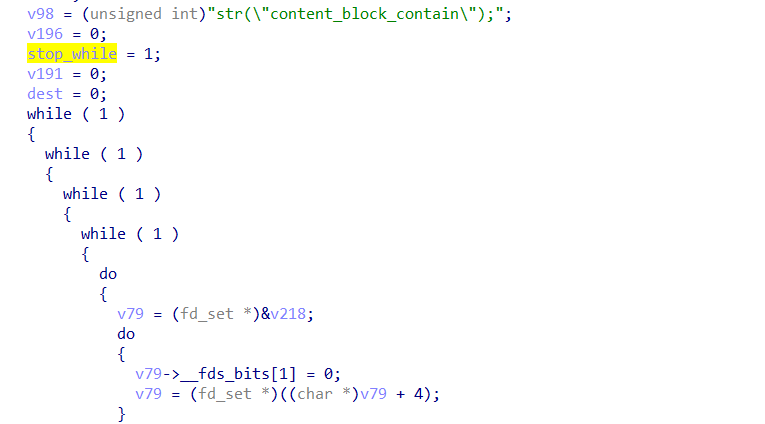 v98 = (unsigned int)"str(\"content_block_contain\");";
v196 = 0;
stop_while = 1;
v191 = 0;
dest = 0;
while ( 1 )
{
while ( 1 )
{
while ( 1 )
{
while ( 1 )
{
do
{
v79 = (fd_set *)&v218;
do
{
v79->__fds_bits[1] = 0;
v79 = (fd_set *)((char *)v79 + 4);
}